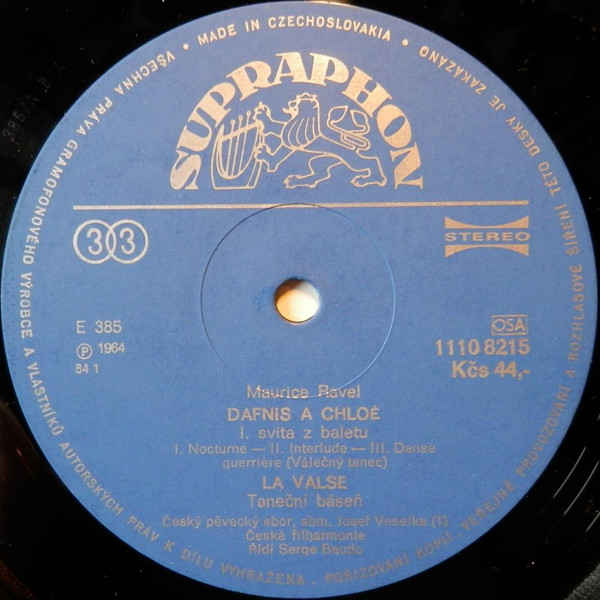 VŠECHNA PRÁVA GRAMOFONOVÉHO VÝROBCE A VLASTNÍKŮ AUTORSKÝCH PRÁV K DÍLU VYHRAŽENA • POŘIZOVÁNÍ KOPIÍ, VEŘEJNÉ PROVOZOVÁNÍ A ROZHLASOVÉ ŠÍŘENÍ TÉTO DESKY JE ZAKÁZÁNO
• MADE IN CZECHOSLOVAKIA •
SUPRAPHON
33
STEREO
E 385
Ⓟ 1964
84 1
OSA
1110 8215
Kčs 44,-
Maurice Ravel
DAFNIS A CHLOÉ
I. svita z baletu
I. Nocturne — II. Interlude — III. Danse
guerrière (Válečný tanec)
LA VALSE
Taneční báseň
Český pěvecký sbor, sbm. Josef Veselka (1)
Česká filharmonie
Řídí Serge Baudo